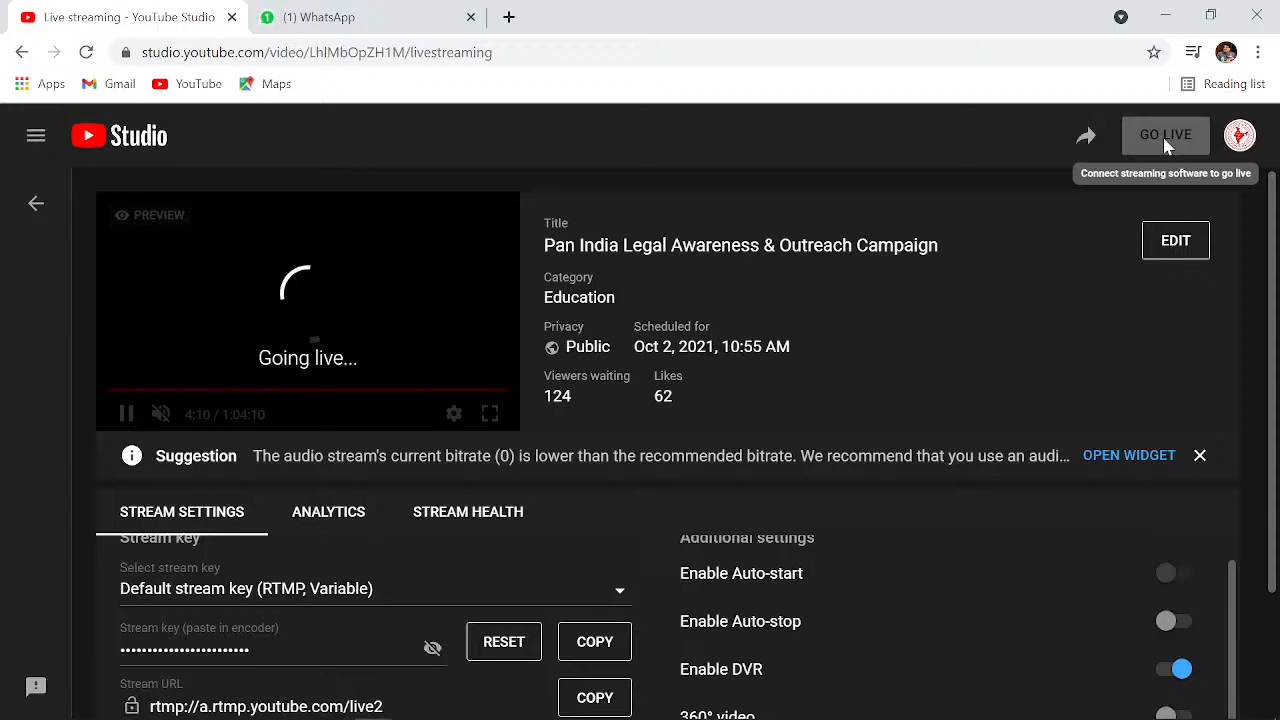 Live streaming - YouTube Studio
(1) WhatsApp
studio.youtube.com/video/LhlMbOpZH1M/livestreaming
Apps Gmail YouTube Maps Reading list
Studio
GO LIVE
Connect streaming software to go live
PREVIEW
Going live...
4:10 / 1:04:10
Title
Pan India Legal Awareness & Outreach Campaign
EDIT
Category
Education
Privacy Scheduled for
Public Oct 2, 2021, 10:55 AM
Viewers waiting Likes
124 62
Suggestion The audio stream's current bitrate (0) is lower than the recommended bitrate. We recommend that you use an audi... OPEN WIDGET
STREAM SETTINGS ANALYTICS STREAM HEALTH
Stream key
Select stream key
Default stream key (RTMP, Variable)
Stream key (paste in encoder)
•••••••••••••••••••••••• RESET COPY
Stream URL
rtmp://a.rtmp.youtube.com/live2 COPY
Additional settings
Enable Auto-start
Enable Auto-stop
Enable DVR
360° video